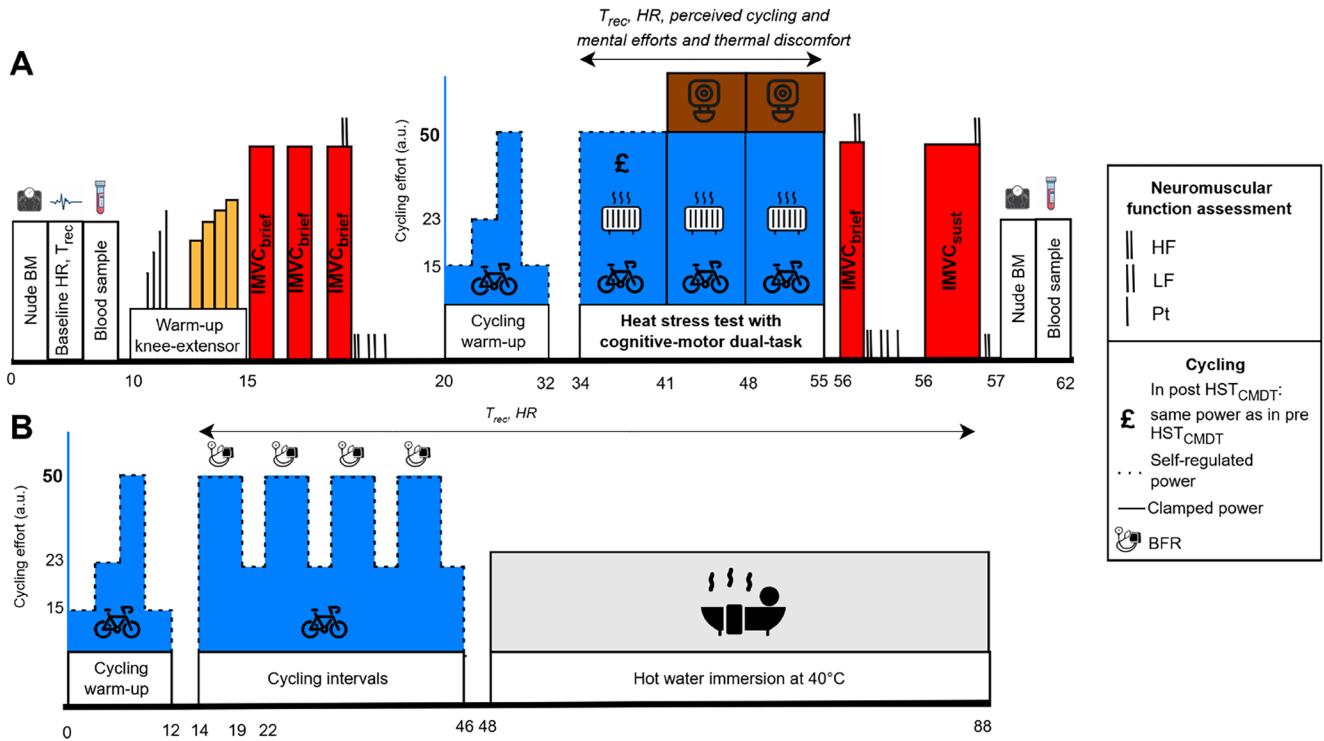 T_rec, HR, perceived cycling and
mental efforts and thermal discomfort
A
Cycling effort (a.u.)
50
23
15
£
Nude BM
Baseline HR, T_rec
Blood sample
Warm-up
knee-extensor
IMVC_brief
IMVC_brief
IMVC_brief
Cycling
warm-up
Heat stress test with
cognitive-motor dual-task
IMVC_brief
IMVC_sust
Nude BM
Blood sample
0 10 15 20 32 34 41 48 55 56 56 57 62
Neuromuscular
function assessment
HF
LF
Pt
Cycling
In post HST_CMDT:
£ same power as in pre
HST_CMDT
Self-regulated
power
Clamped power
BFR
B
T_rec, HR
Cycling effort (a.u.)
50
23
15
Cycling
warm-up
Cycling intervals
Hot water immersion at 40°C
0 12 14 19 22 46 48 88